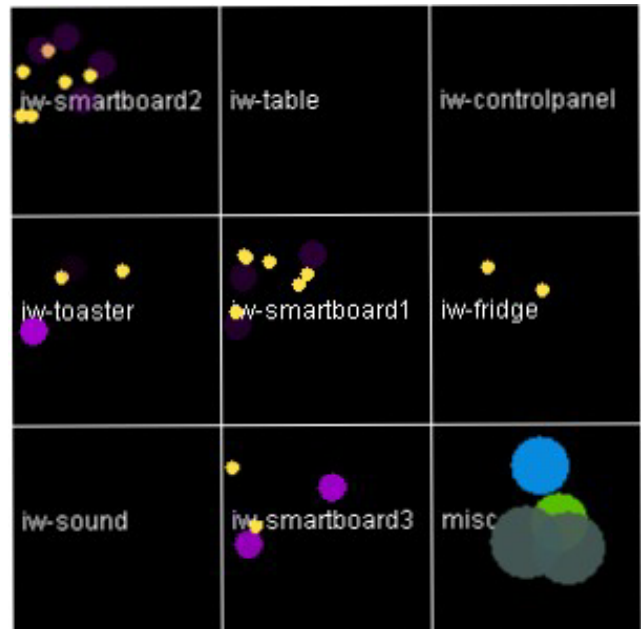 iw-smartboard2
iw-table
iw-controlpanel
iw-toaster
iw-smartboard1
iw-fridge
iw-sound
iw-smartboard3
misc